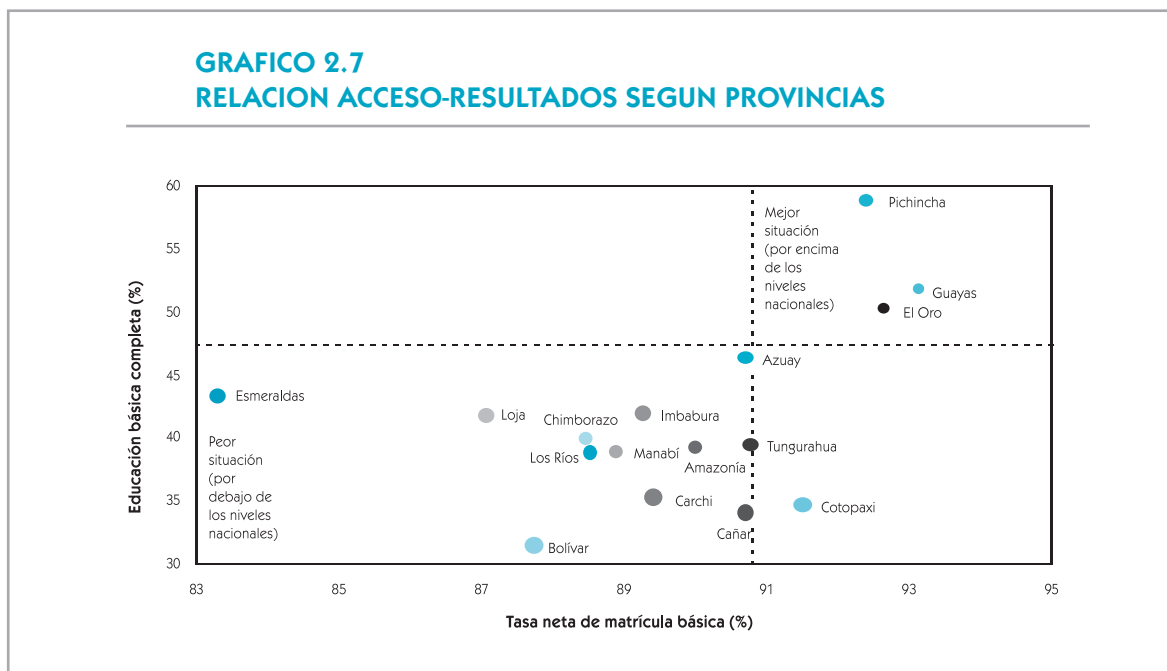 GRAFICO 2.7
RELACION ACCESO-RESULTADOS SEGUN PROVINCIAS
Educación básica completa (%)
60
55
50
45
40
35
30
Mejor
situación
(por encima
de los
niveles
nacionales)
Pichincha
Guayas
El Oro
Azuay
Esmeraldas
Loja
Chimborazo
Imbabura
Los Ríos
Manabí
Amazonía
Tungurahua
Peor
situación
(por
debajo de
los niveles
nacionales)
Carchi
Cotopaxi
Cañar
Bolívar
83
85
87
89
91
93
95
Tasa neta de matrícula básica (%)